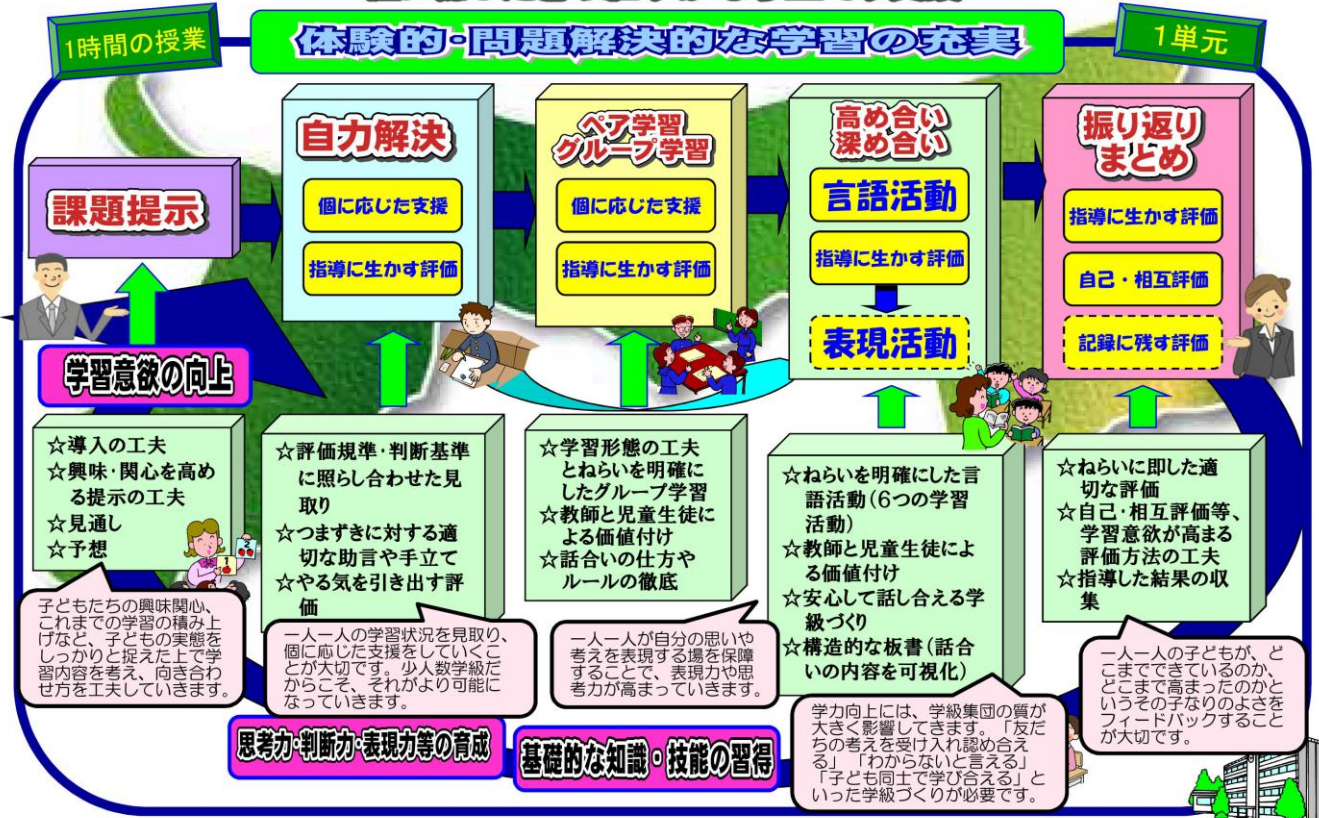 1時間の授業
体験的・問題解決的な学習の充実
1単元
課題提示
自力解決
個に応じた支援
指導に生かす評価
ペア学習
グループ学習
個に応じた支援
指導に生かす評価
高め合い
深め合い
言語活動
指導に生かす評価
表現活動
振り返り
まとめ
指導に生かす評価
自己・相互評価
記録に残す評価
学習意欲の向上
☆導入の工夫
☆興味・関心を高め
る提示の工夫
☆見通し
☆予想
1
2
子どもたちの興味関心、
これまでの学習の積み上
げなど、子どもの実態を
しっかりと捉えた上で学
習内容を考え、向き合わ
せ方を工夫していきます。
☆評価規準・判断基準
に照らし合わせた見
取り
☆つまずきに対する適
切な助言や手立て
☆やる気を引き出す評
価
一人一人の学習状況を見取り、
個に応じた支援をしていくこ
とが大切です。少人数学級だ
からこそ、それがより可能に
なっていきます。
☆学習形態の工夫
とねらいを明確に
したグループ学習
☆教師と児童生徒に
よる価値付け
☆話合いの仕方や
ルールの徹底
一人一人が自分の思いや
考えを表現する場を保障
することで、表現力や思
考力が高まっていきます。
☆ねらいを明確にした言
語活動(6つの学習
活動)
☆教師と児童生徒によ
る価値付け
☆安心して話し合える学
級づくり
☆構造的な板書(話合
いの内容を可視化)
学力向上には、学級集団の質が
大きく影響してきます。「友だ
ちの考えを受け入れ認め合え
る」「わからないと言える」
「子ども同士で学び合える」と
いった学級づくりが必要です。
☆ねらいに即した適
切な評価
☆自己・相互評価等、
学習意欲が高まる
評価方法の工夫
☆指導した結果の収
集
一人一人の子どもが、ど
こまでできているのか、
どこまで高まったのかと
いうその子なりのよさを
フィードバックすること
が大切です。
思考力・判断力・表現力等の育成
基礎的な知識・技能の習得